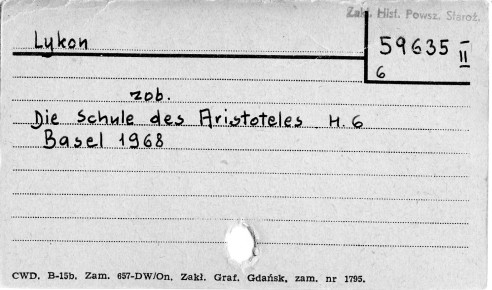 Zakł. Hist. Powsz. Staroż.
Lykon
59635 II
6
zob.
Die Schule des Aristoteles H. 6
Basel 1968
CWD. B-15b. Zam. 657-DW/On. Zakł. Graf. Gdańsk, zam. nr 1795.